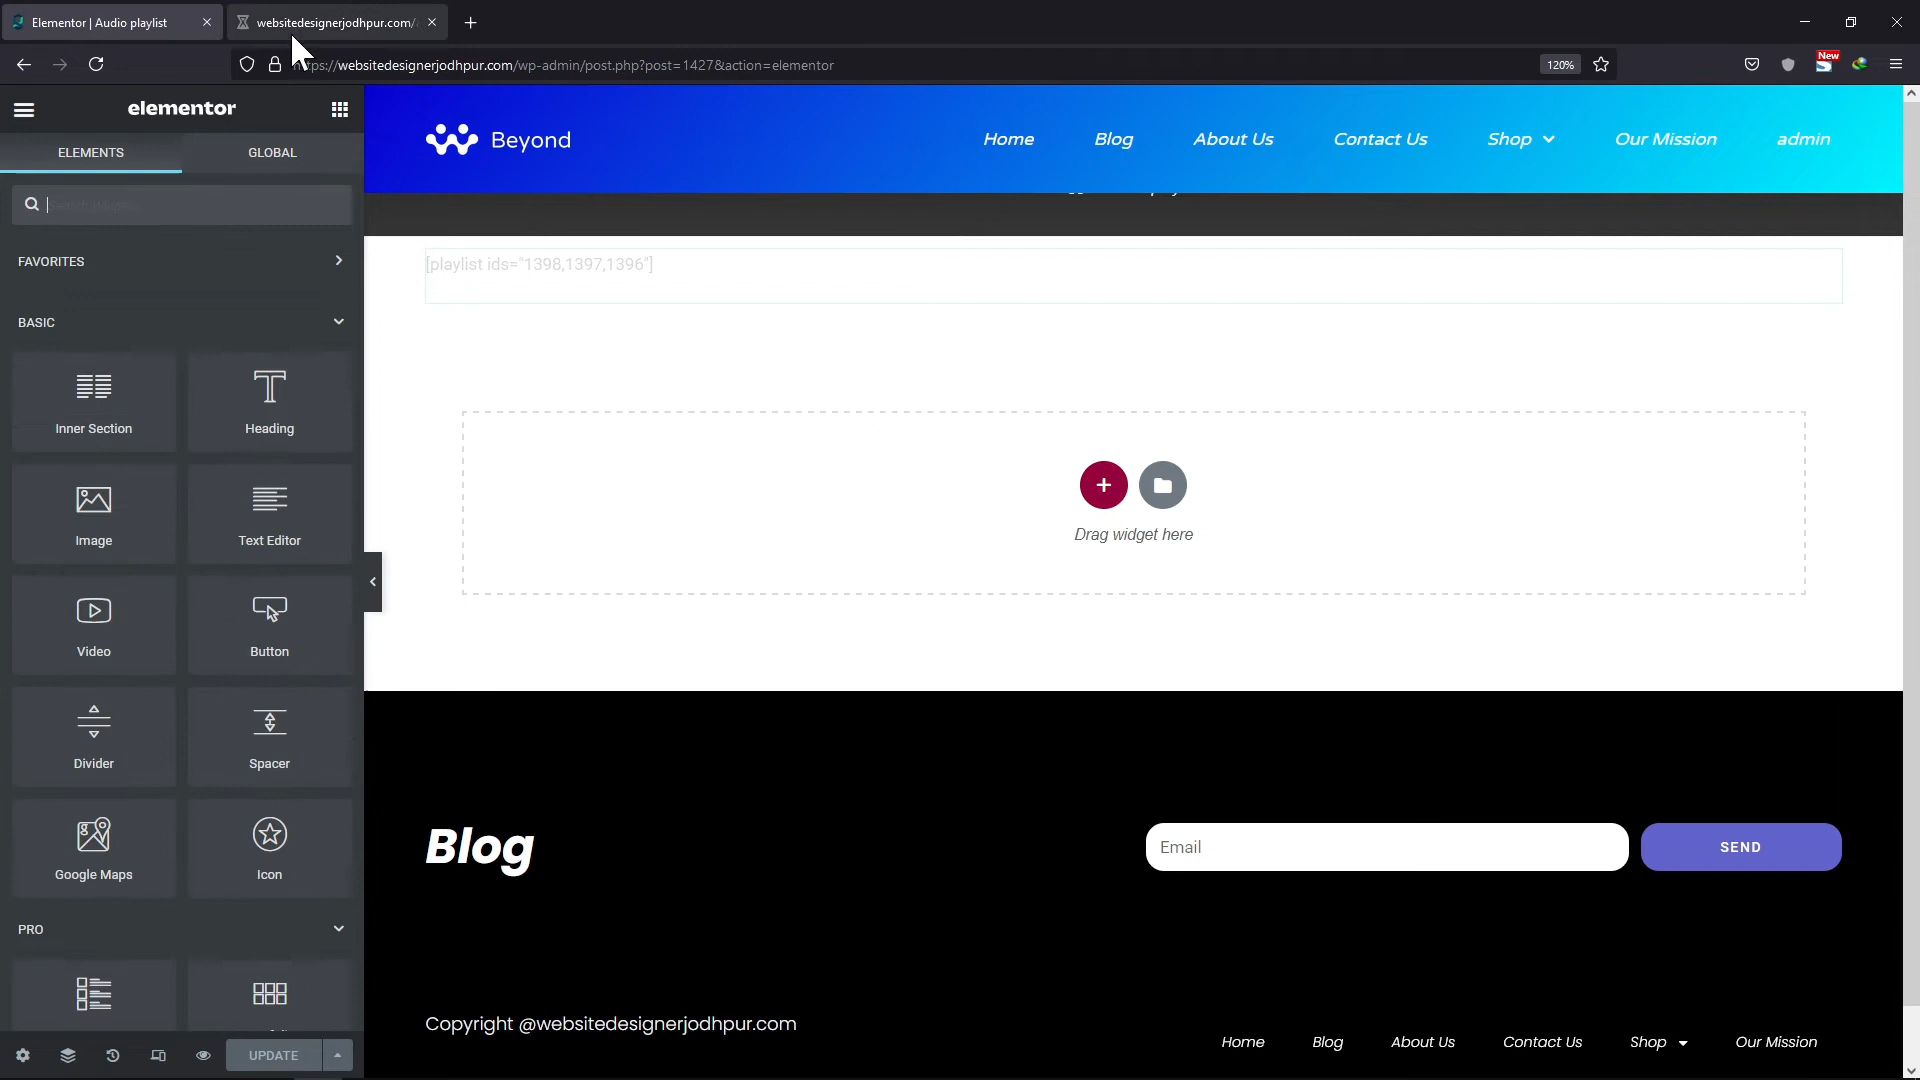 Elementor | Audio playlist
websitedesignerjodhpur.com/
websitedesignerjodhpur.com/wp-admin/post.php?post=1427&action=elementor
120%
New
elementor
ELEMENTS
GLOBAL
FAVORITES
BASIC
Inner Section
Heading
Image
Text Editor
Video
Button
Divider
Spacer
Google Maps
Icon
PRO
UPDATE
Beyond
Home
Blog
About Us
Contact Us
Shop
Our Mission
admin
[playlist ids="1398,1397,1396"]
Drag widget here
Blog
Email
SEND
Copyright @websitedesignerjodhpur.com
Home
Blog
About Us
Contact Us
Shop
Our Mission